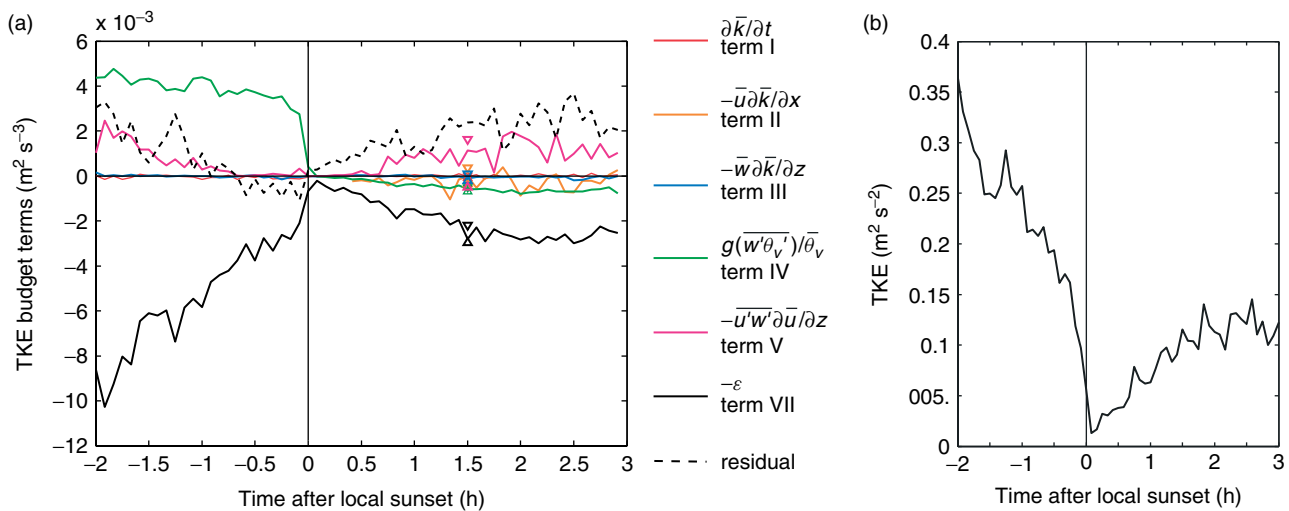 (a)
x 10⁻³
TKE budget terms (m² s⁻³)
6
4
2
0
−2
−4
−6
−8
−10
−12
−2 −1.5 −1 −0.5 0 0.5 1 1.5 2 2.5 3
Time after local sunset (h)
∂k̄/∂t
term I
−ū∂k̄/∂x
term II
−w̄∂k̄/∂z
term III
g(w'θᵥ')̅/θ̅ᵥ
term IV
−u'w'̅∂ū/∂z
term V
−ε
term VII
residual
(b)
TKE (m² s⁻²)
0.4
0.35
0.3
0.25
0.2
0.15
0.1
005.
0
−2 −1 0 1 2 3
Time after local sunset (h)